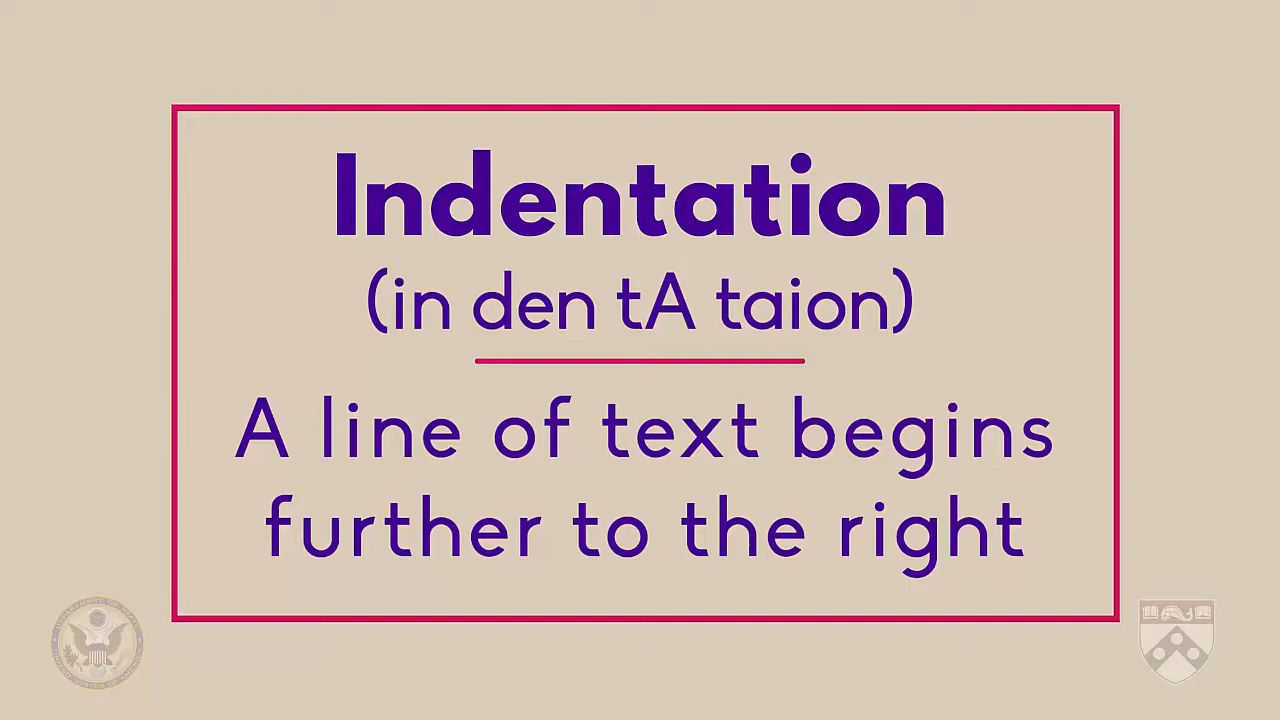 Indentation
(in den tA taion)
A line of text begins
further to the right